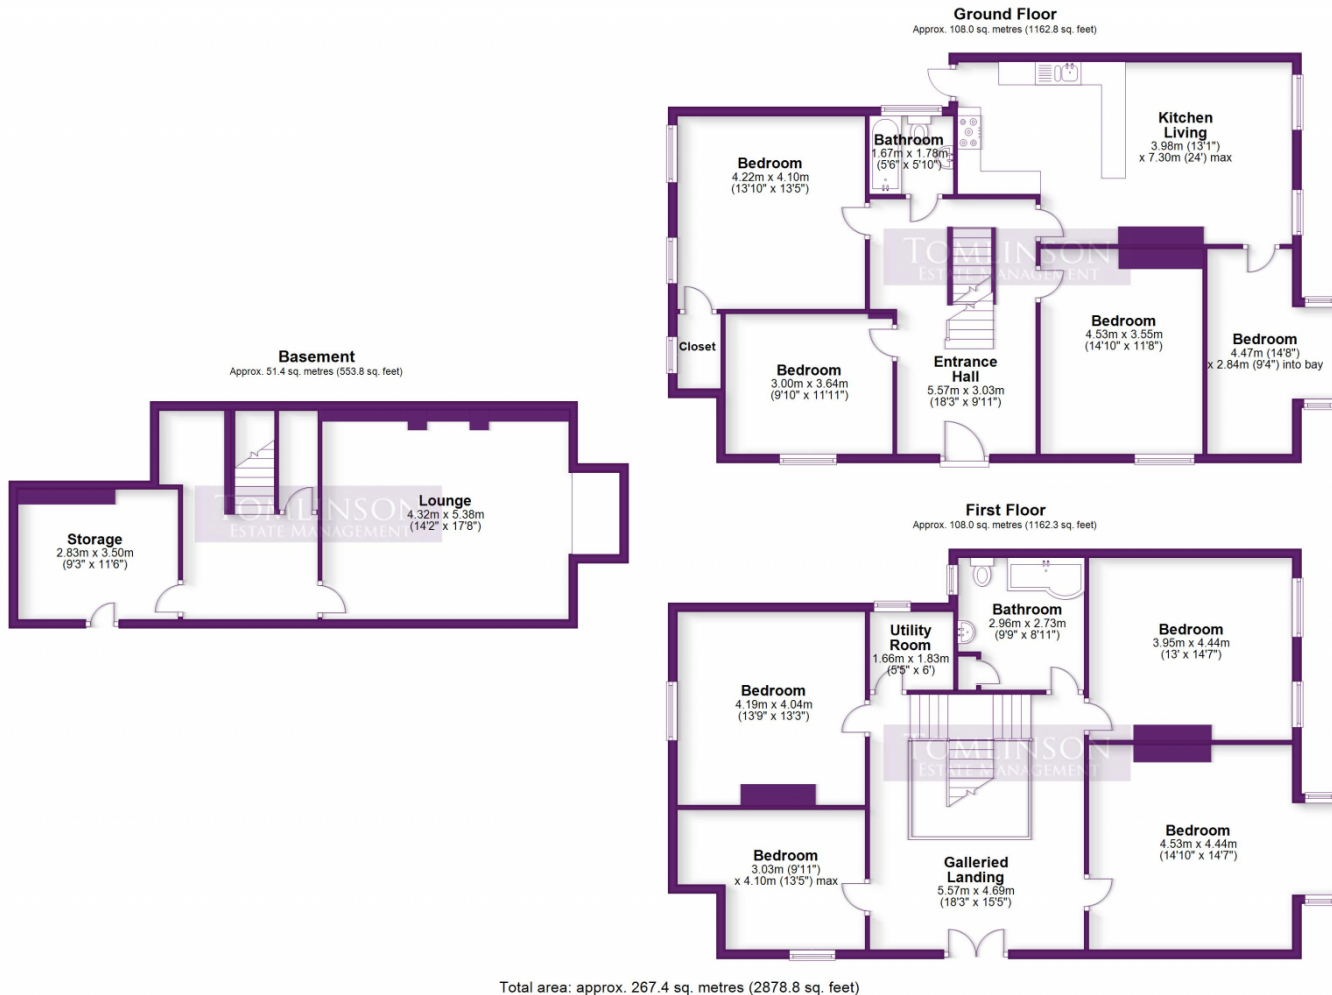 Ground Floor
Approx. 108.0 sq. metres (1162.8 sq. feet)
Kitchen
Living
3.98m (13'1")
x 7.30m (24') max
Bathroom
1.67m x 1.78m
(5'6" x 5'10")
Bedroom
4.22m x 4.10m
(13'10" x 13'5")
TOMLINSON
ESTATE MANAGEMENT
Closet
Bedroom
3.00m x 3.64m
(9'10" x 11'11")
Entrance
Hall
5.57m x 3.03m
(18'3" x 9'11")
Bedroom
4.53m x 3.55m
(14'10" x 11'8")
Bedroom
4.47m (14'8")
x 2.84m (9'4") into bay
Basement
Approx. 51.4 sq. metres (553.8 sq. feet)
Storage
2.83m x 3.50m
(9'3" x 11'6")
TOMLINSON
ESTATE MANAGEMENT
Lounge
4.32m x 5.38m
(14'2" x 17'8")
First Floor
Approx. 108.0 sq. metres (1162.3 sq. feet)
Bathroom
2.96m x 2.73m
(9'9" x 8'11")
Utility
Room
1.66m x 1.83m
(5'5" x 6')
Bedroom
3.95m x 4.44m
(13' x 14'7")
Bedroom
4.19m x 4.04m
(13'9" x 13'3")
TOMLINSON
ESTATE MANAGEMENT
Bedroom
3.03m (9'11")
x 4.10m (13'5") max
Galleried
Landing
5.57m x 4.69m
(18'3" x 15'5")
Bedroom
4.53m x 4.44m
(14'10" x 14'7")
Total area: approx. 267.4 sq. metres (2878.8 sq. feet)